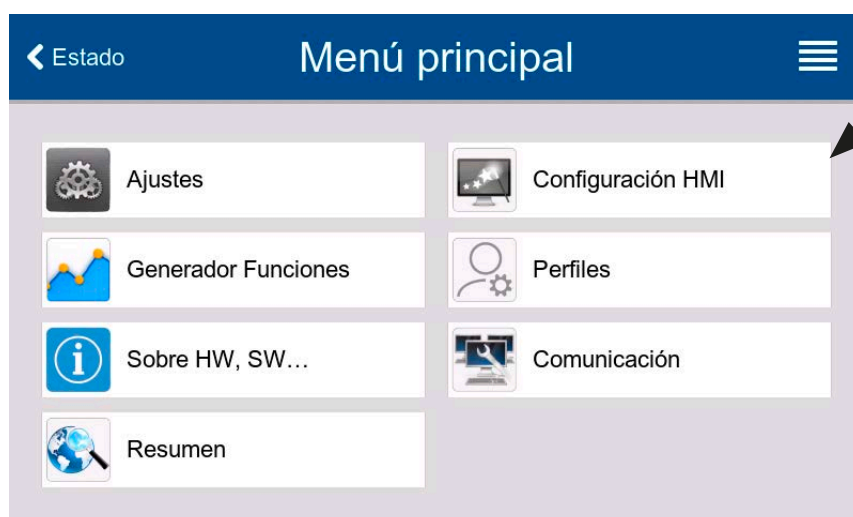 Estado
Menú principal
Ajustes
Configuración HMI
Generador Funciones
Perfiles
Sobre HW, SW...
Comunicación
Resumen